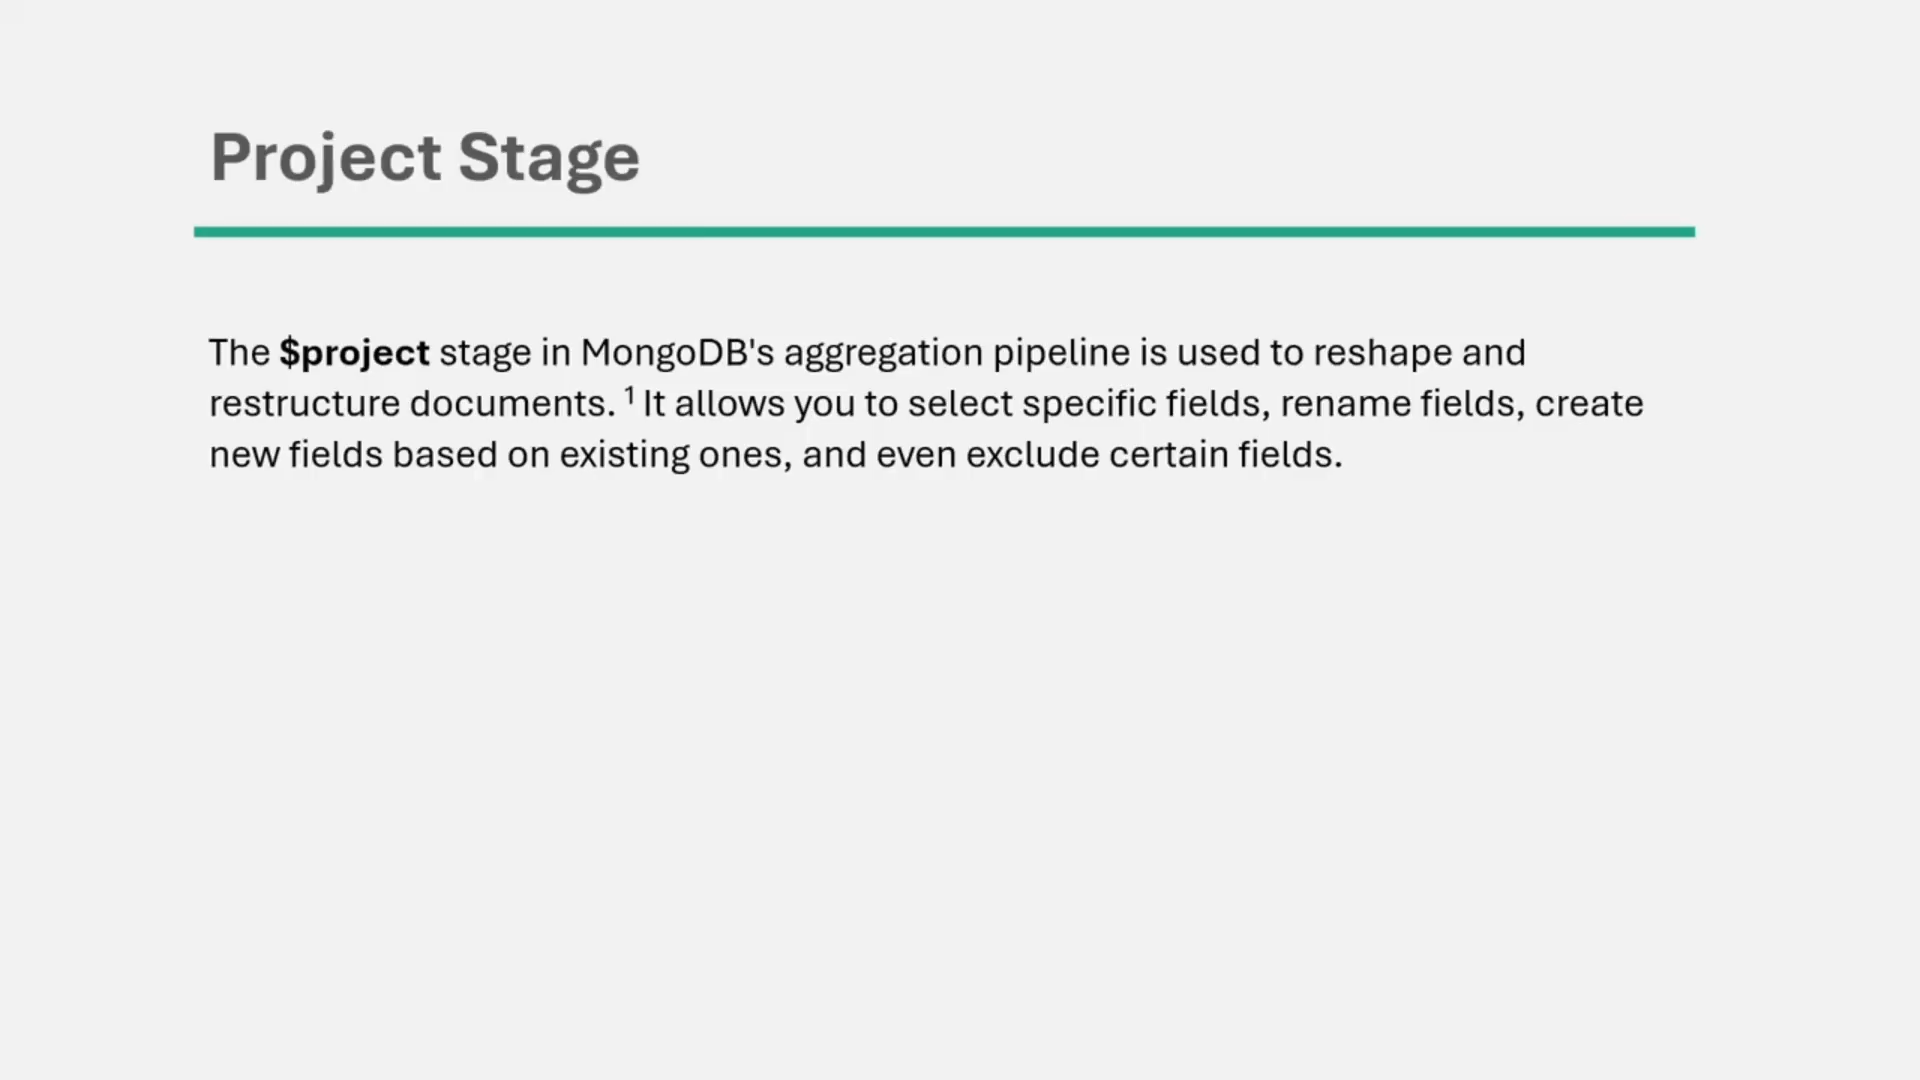 Project Stage
The $project stage in MongoDB's aggregation pipeline is used to reshape and
restructure documents. ¹ It allows you to select specific fields, rename fields, create
new fields based on existing ones, and even exclude certain fields.